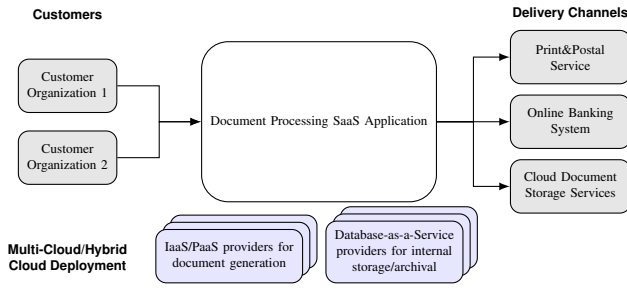 Customers
Delivery Channels
Customer
Organization 1
Customer
Organization 2
Document Processing SaaS Application
Print&Postal
Service
Online Banking
System
Cloud Document
Storage Services
Multi-Cloud/Hybrid
Cloud Deployment
IaaS/PaaS providers for
document generation
Database-as-a-Service
providers for internal
storage/archival